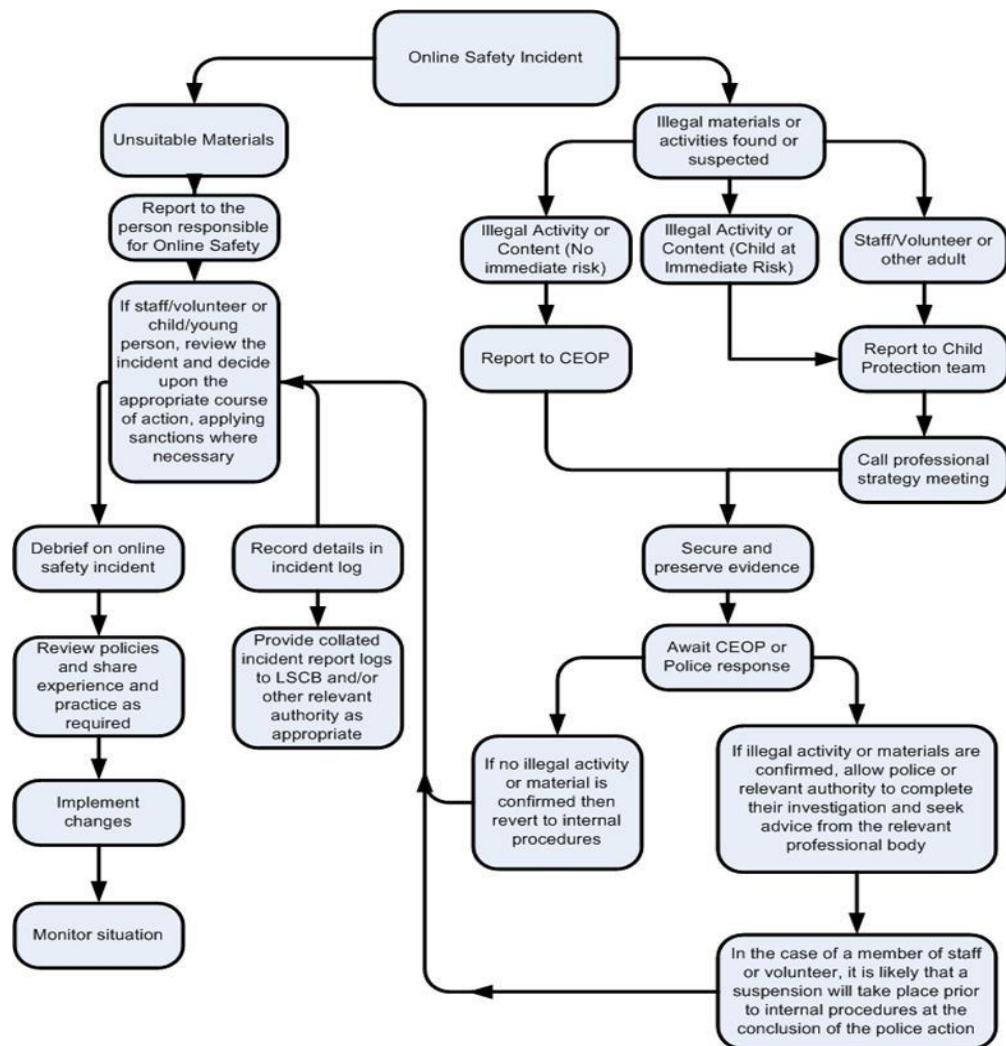 Online Safety Incident
Unsuitable Materials
Report to the
person responsible
for Online Safety
If staff/volunteer or
child/young
person, review the
incident and decide
upon the
appropriate course
of action, applying
sanctions where
necessary
Debrief on online
safety incident
Review policies
and share
experience and
practice as
required
Implement
changes
Monitor situation
Record details in
incident log
Provide collated
incident report logs
to LSCB and/or
other relevant
authority as
appropriate
Illegal materials or
activities found or
suspected
Illegal Activity or
Content (No
immediate risk)
Illegal Activity or
Content (Child at
Immediate Risk)
Staff/Volunteer or
other adult
Report to CEOP
Report to Child
Protection team
Call professional
strategy meeting
Secure and
preserve evidence
Await CEOP or
Police response
If no illegal activity
or material is
confirmed then
revert to internal
procedures
If illegal activity or materials are
confirmed, allow police or
relevant authority to complete
their investigation and seek
advice from the relevant
professional body
In the case of a member of staff
or volunteer, it is likely that a
suspension will take place prior
to internal procedures at the
conclusion of the police action